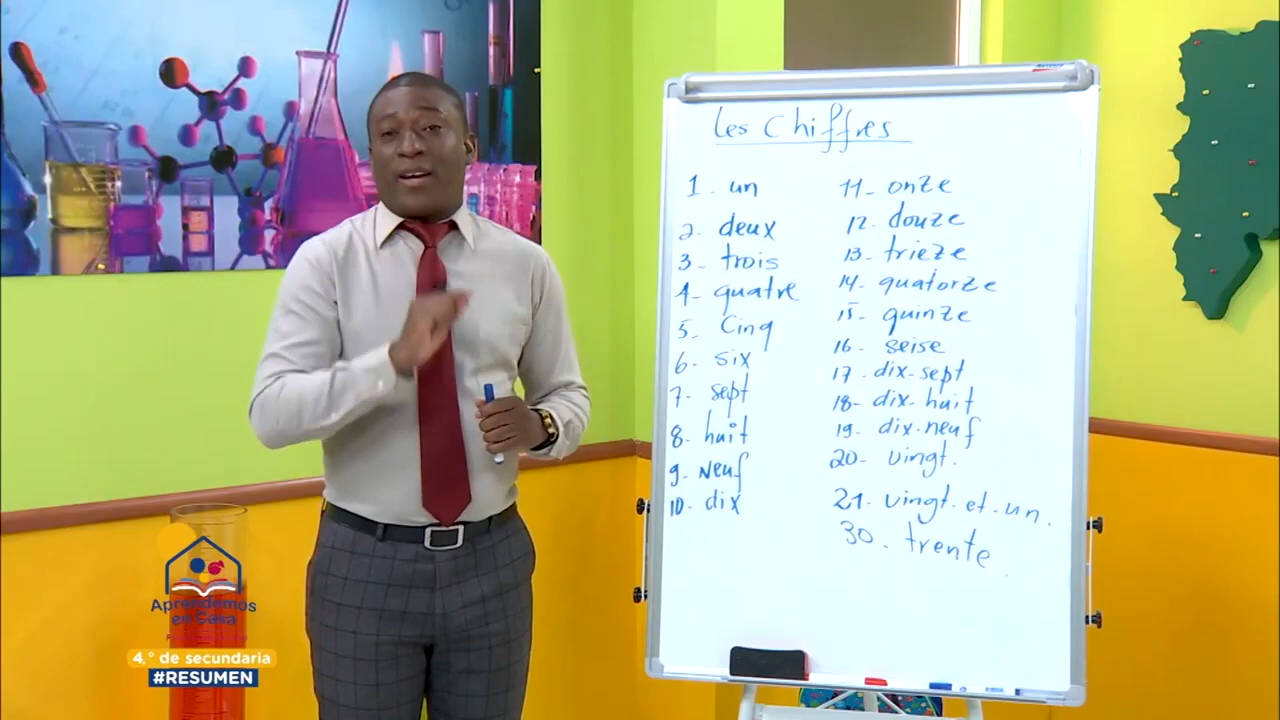 Les Chiffres
1 - un
2 - deux
3 - trois
4 - quatre
5 - Cinq
6 - six
7 - sept
8 - huit
9 - Neuf
10 - dix
11 - onze
12 - douze
13 - trieze
14 - quatorze
15 - quinze
16 - seise
17 - dix-sept
18 - dix-huit
19 - dix-neuf
20 - vingt.
21 - vingt-et-un.
30 - trente.
Aprendemos
en Casa
4.° de secundaria
#RESUMEN